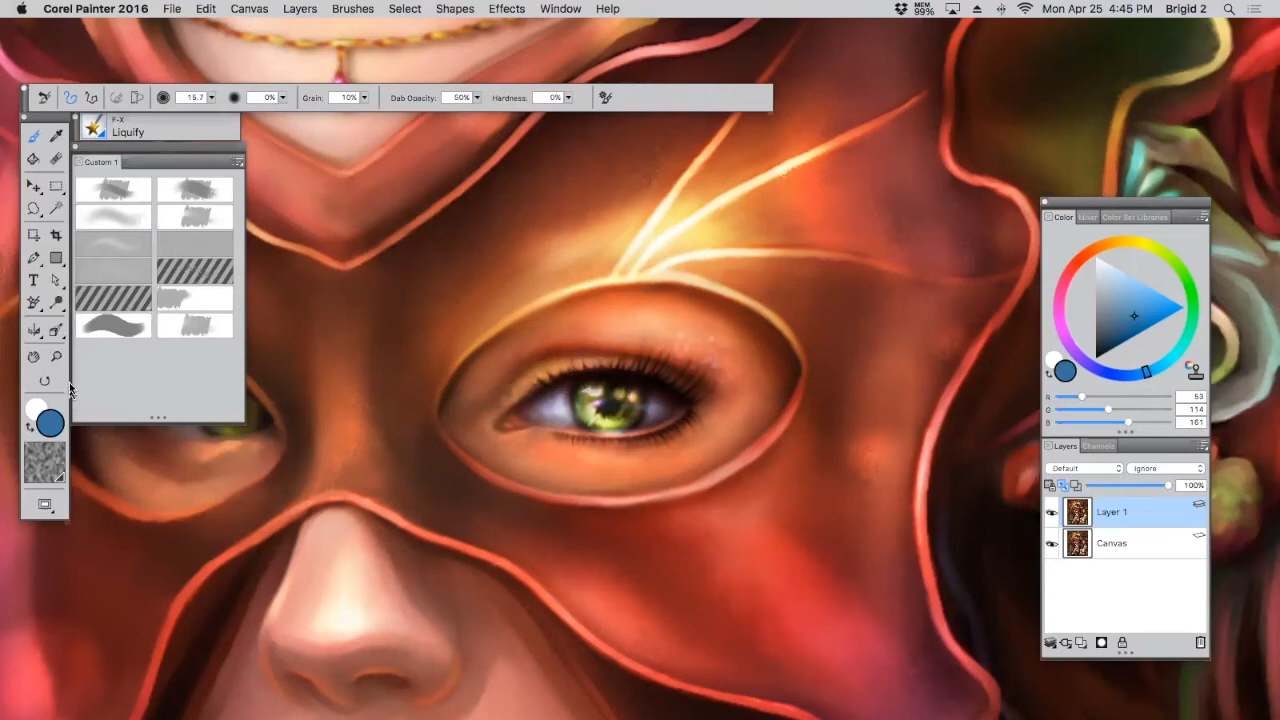 Corel Painter 2016 File Edit Canvas Layers Brushes Select Shapes Effects Window Help MEM 99% Mon Apr 25 4:45 PM Brigid 2
15.7 0% Grain: 10% Dab Opacity: 50% Hardness: 0%
F-X
Liquify
Custom 1
T
Color Mixer Color Set Libraries
R 53
G 114
B 161
Layers Channels
Default Ignore
100%
Layer 1
Canvas